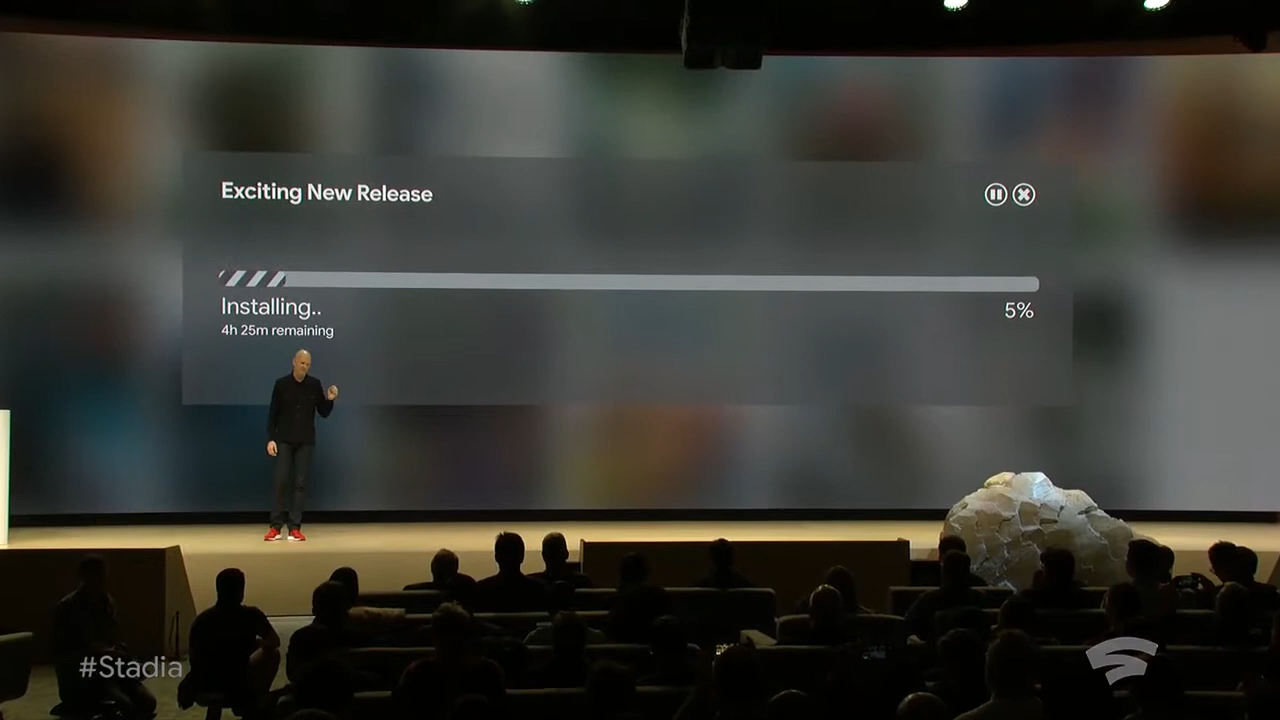 Exciting New Release
Installing..
5%
4h 25m remaining
#Stadia